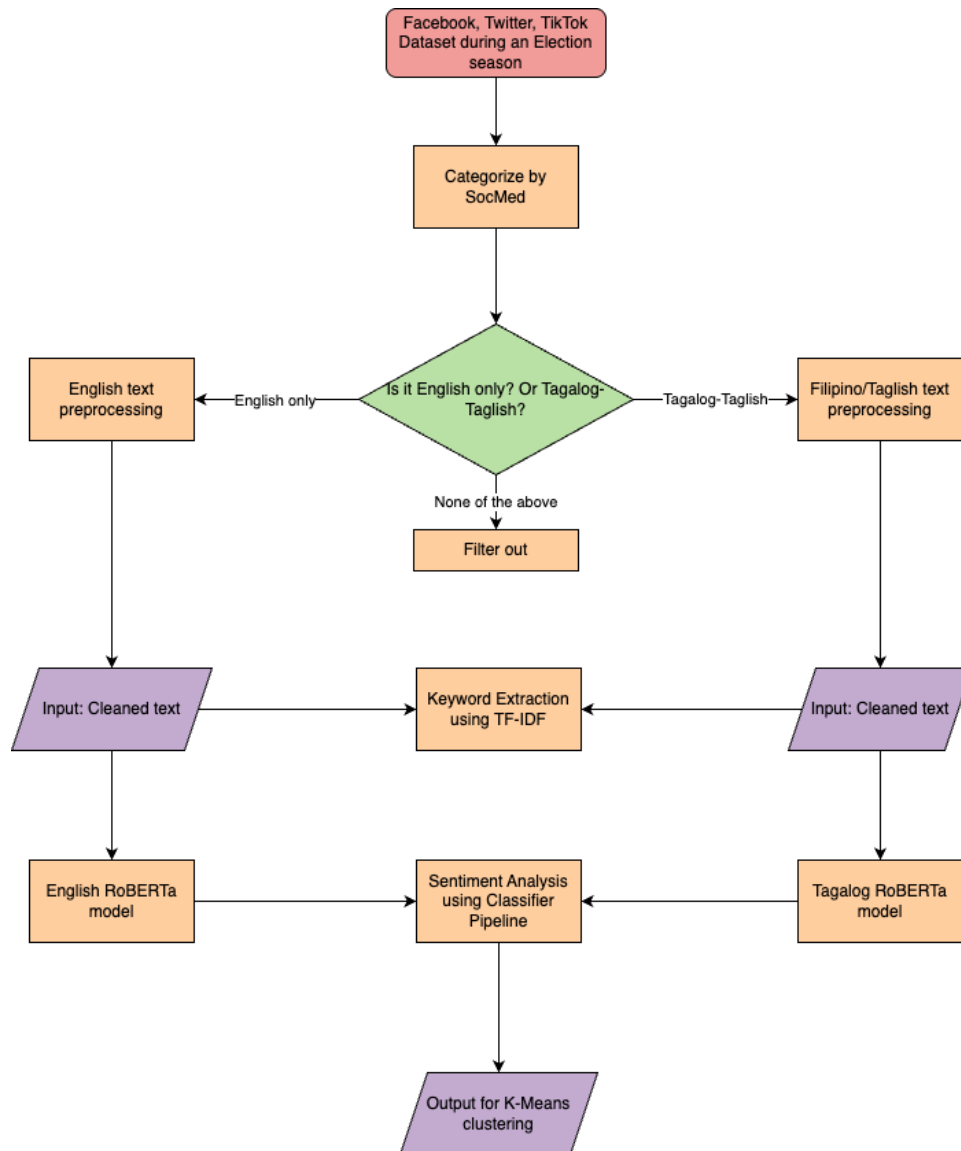 Facebook, Twitter, TikTok
Dataset during an Election
season
Categorize by
SocMed
English text
preprocessing
English only
Is it English only? Or Tagalog-
Taglish?
Tagalog-Taglish
Filipino/Taglish text
preprocessing
None of the above
Filter out
Input: Cleaned text
Keyword Extraction
using TF-IDF
Input: Cleaned text
English RoBERTa
model
Sentiment Analysis
using Classifier
Pipeline
Tagalog RoBERTa
model
Output for K-Means
clustering